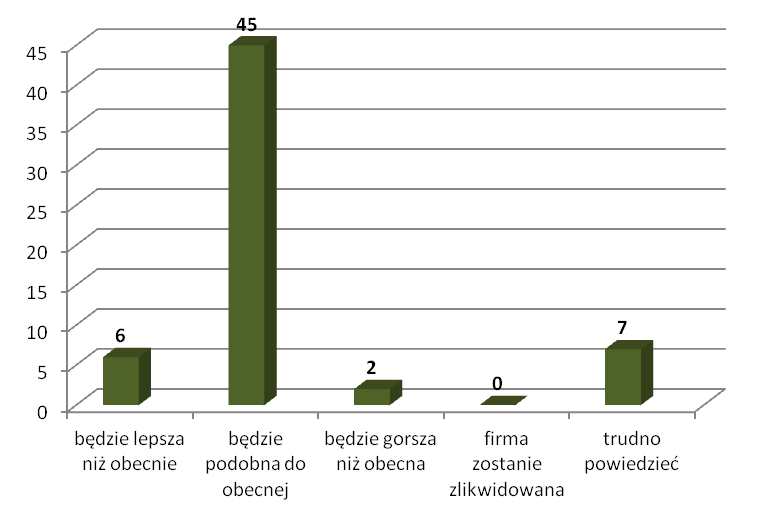 45
45
40
35
30
25
20
15
10
5
0
6
2
0
7
będzie lepsza
niż obecnie
będzie
podobna do
obecnej
będzie gorsza
niż obecna
firma
zostanie
zlikwidowana
trudno
powiedzieć